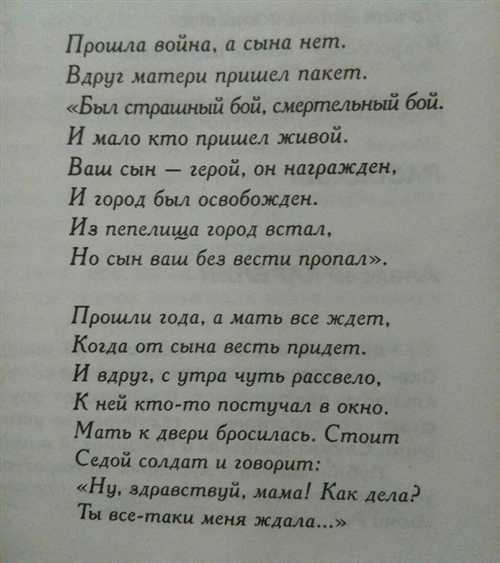 Прошла война, а сына нет.
Вдруг матери пришел пакет.
«Был страшный бой, смертельный бой.
И мало кто пришел живой.
Ваш сын — герой, он награжден,
И город был освобожден.
Из пепелища город встал,
Но сын ваш без вести пропал».

Прошли года, а мать все ждет,
Когда от сына весть придет.
И вдруг, с утра чуть рассвело,
К ней кто-то постучал в окно.
Мать к двери бросилась. Стоит
Седой солдат и говорит:
«Ну, здравствуй, мама! Как дела?
Ты все-таки меня ждала...»